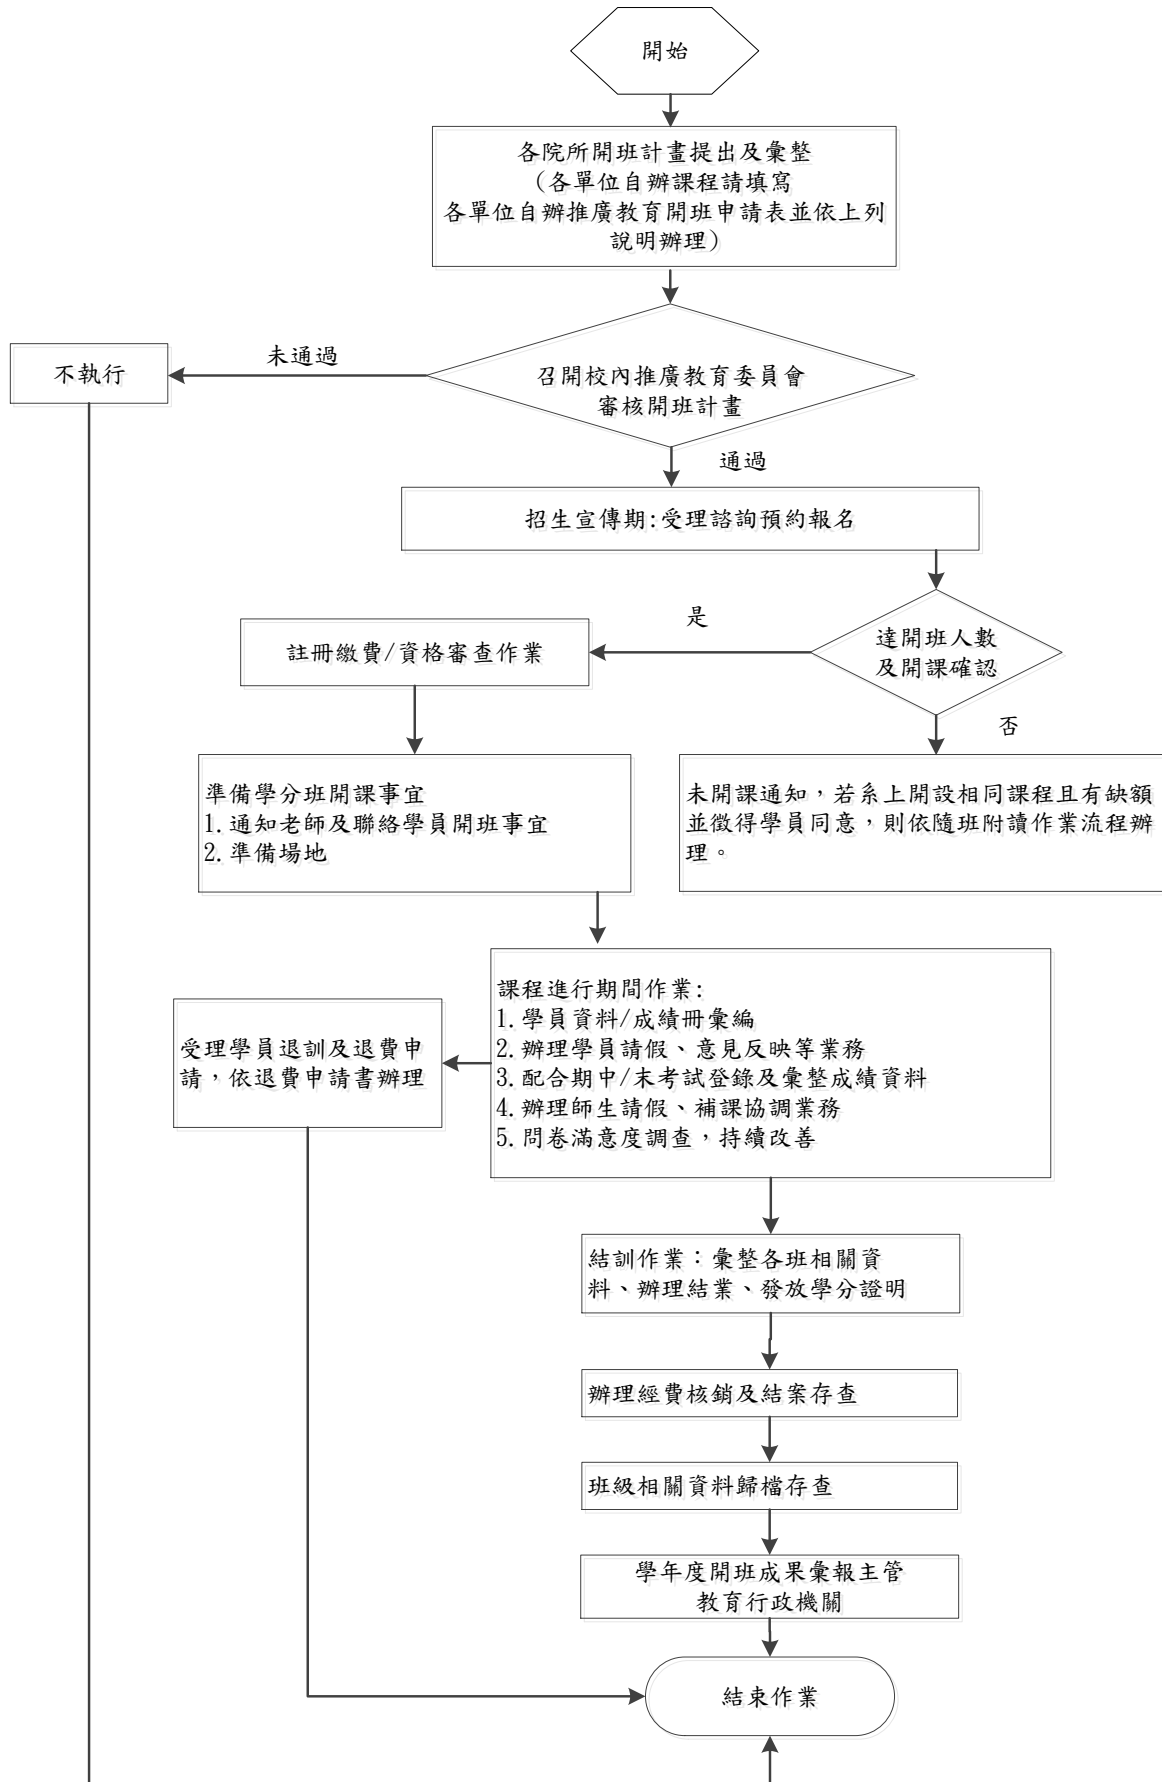 開始
各院所開班計畫提出及彙整
(各單位自辦課程請填寫
各單位自辦推廣教育開班申請表並依上列
說明辦理)
未通過
不執行
召開校內推廣教育委員會
審核開班計畫
通過
招生宣傳期:受理諮詢預約報名
是
達開班人數
及開課確認
註冊繳費/資格審查作業
否
準備學分班開課事宜
1.通知老師及聯絡學員開班事宜
2.準備場地
未開課通知，若系上開設相同課程且有缺額
並徵得學員同意，則依隨班附讀作業流程辦
理。
課程進行期間作業:
1.學員資料/成績冊彙編
2.辦理學員請假、意見反映等業務
3.配合期中/末考試登錄及彙整成績資料
4.辦理師生請假、補課協調業務
5.問卷滿意度調查，持續改善
受理學員退訓及退費申
請，依退費申請書辦理
結訓作業：彙整各班相關資
料、辦理結業、發放學分證明
辦理經費核銷及結案存查
班級相關資料歸檔存查
學年度開班成果彙報主管
教育行政機關
結束作業